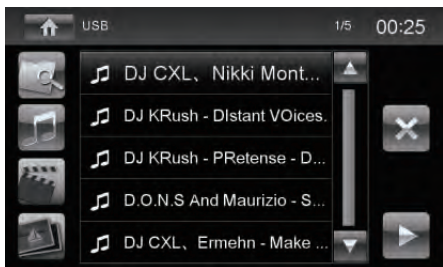 USB 1/5 00:25
DJ CXL、Nikki Mont...
DJ KRush - DIstant VOices.
DJ KRush - PRetense - D...
D.O.N.S And Maurizio - S...
DJ CXL、Ermehn - Make ...